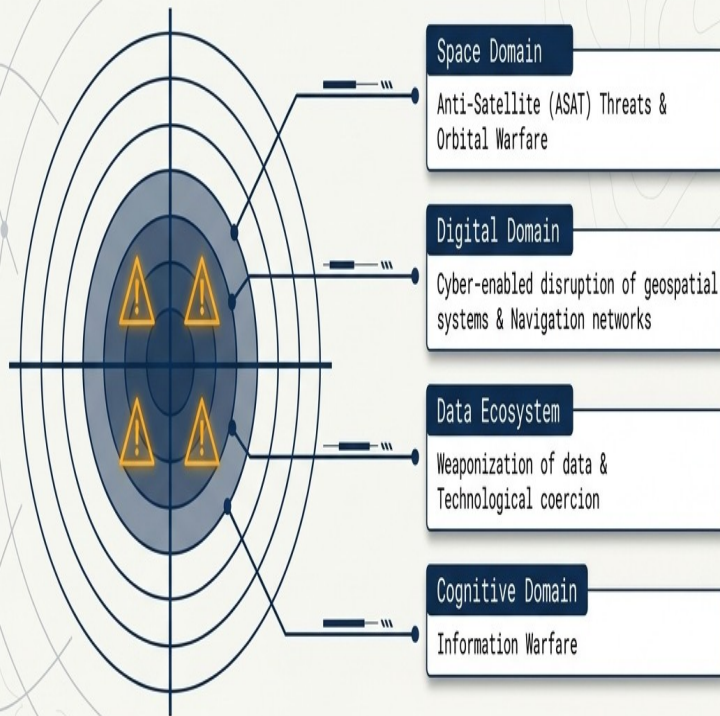 Space Domain
Anti-Satellite (ASAT) Threats &
Orbital Warfare
Digital Domain
Cyber-enabled disruption of geospatial
systems & Navigation networks
Data Ecosystem
Weaponization of data &
Technological coercion
Cognitive Domain
Information Warfare